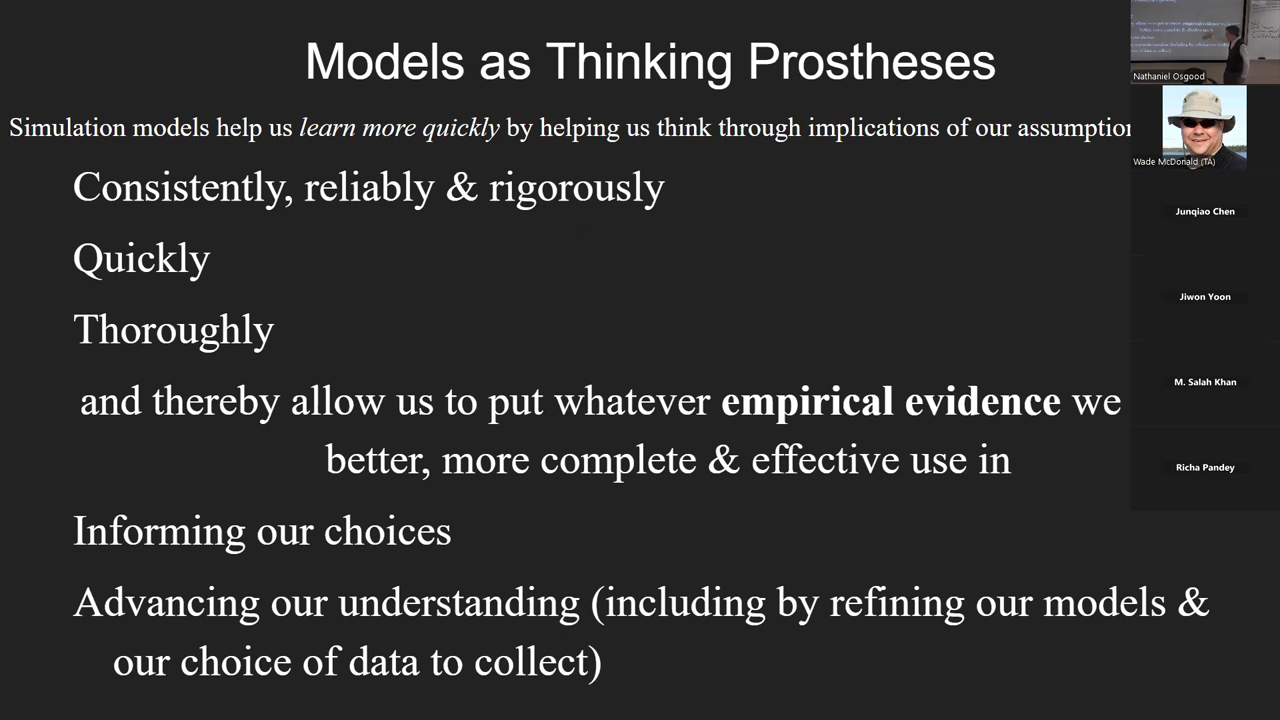 Models as Thinking Prostheses
Simulation models help us learn more quickly by helping us think through implications of our assumption
Consistently, reliably & rigorously
Quickly
Thoroughly
and thereby allow us to put whatever empirical evidence we
better, more complete & effective use in
Informing our choices
Advancing our understanding (including by refining our models &
our choice of data to collect)
Nathaniel Osgood
Wade McDonald (TA)
Junqiao Chen
Jiwon Yoon
M. Salah Khan
Richa Pandey